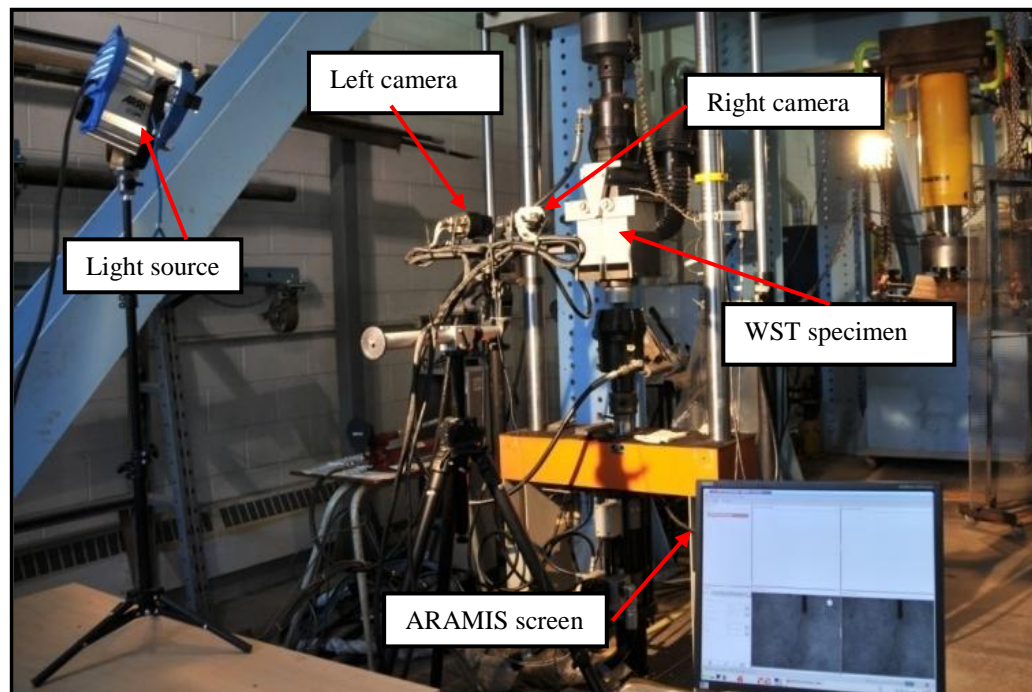 Left camera
Right camera
Light source
WST specimen
ARAMIS screen